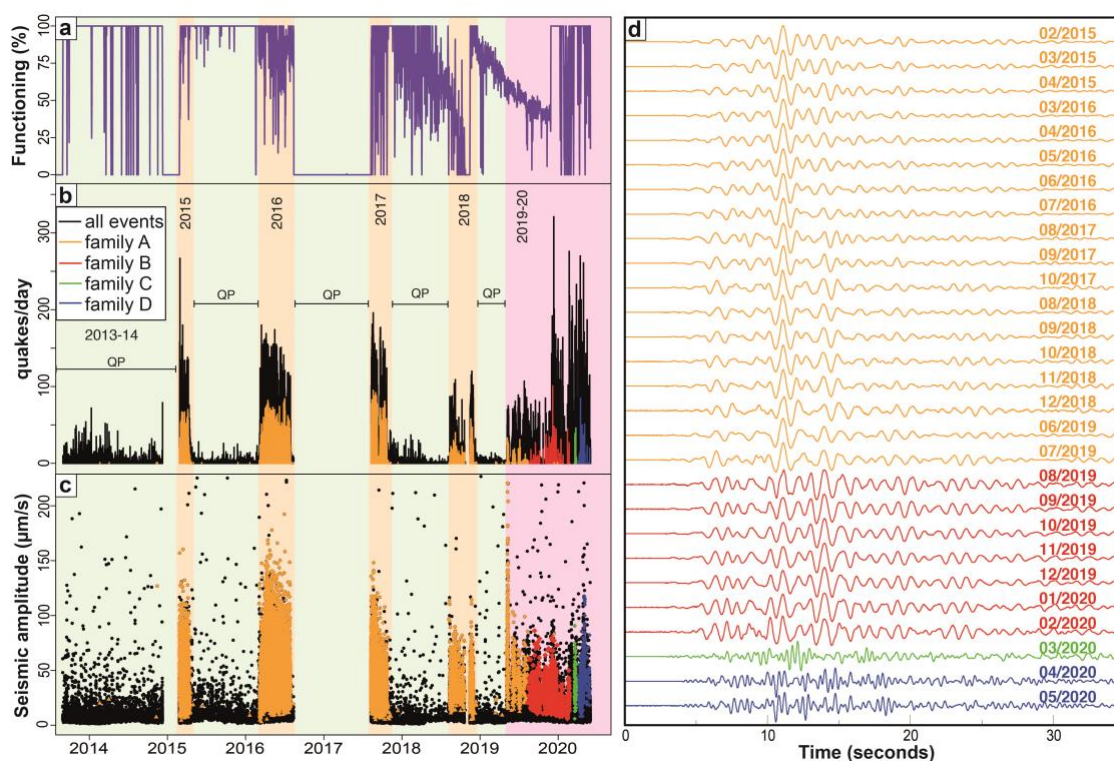 a
Functioning (%)
100
75
50
25
0
b
all events
family A
family B
family C
family D
2015
2016
2017
2018
2019-20
quakes/day
300
200
100
0
QP
QP
QP
QP
2013-14
QP
c
Seismic amplitude (µm/s)
200
150
100
50
0
2014 2015 2016 2017 2018 2019 2020
d
02/2015
03/2015
04/2015
03/2016
04/2016
05/2016
06/2016
07/2016
08/2017
09/2017
10/2017
08/2018
09/2018
10/2018
11/2018
12/2018
06/2019
07/2019
08/2019
09/2019
10/2019
11/2019
12/2019
01/2020
02/2020
03/2020
04/2020
05/2020
0 10 20 30
Time (seconds)